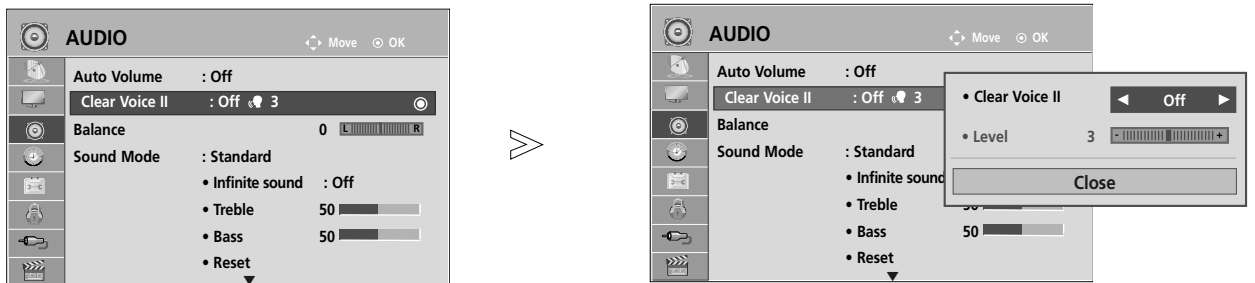 AUDIO Move OK
Auto Volume : Off
Clear Voice II : Off 3
Balance 0 L R
Sound Mode : Standard
• Infinite sound : Off
• Treble 50
• Bass 50
• Reset
AUDIO Move OK
Auto Volume : Off
Clear Voice II : Off 3
Balance
Sound Mode : Standard
• Infinite sound
• Treble 50
• Bass 50
• Reset
• Clear Voice II ◀ Off ▶
• Level 3 - +
Close